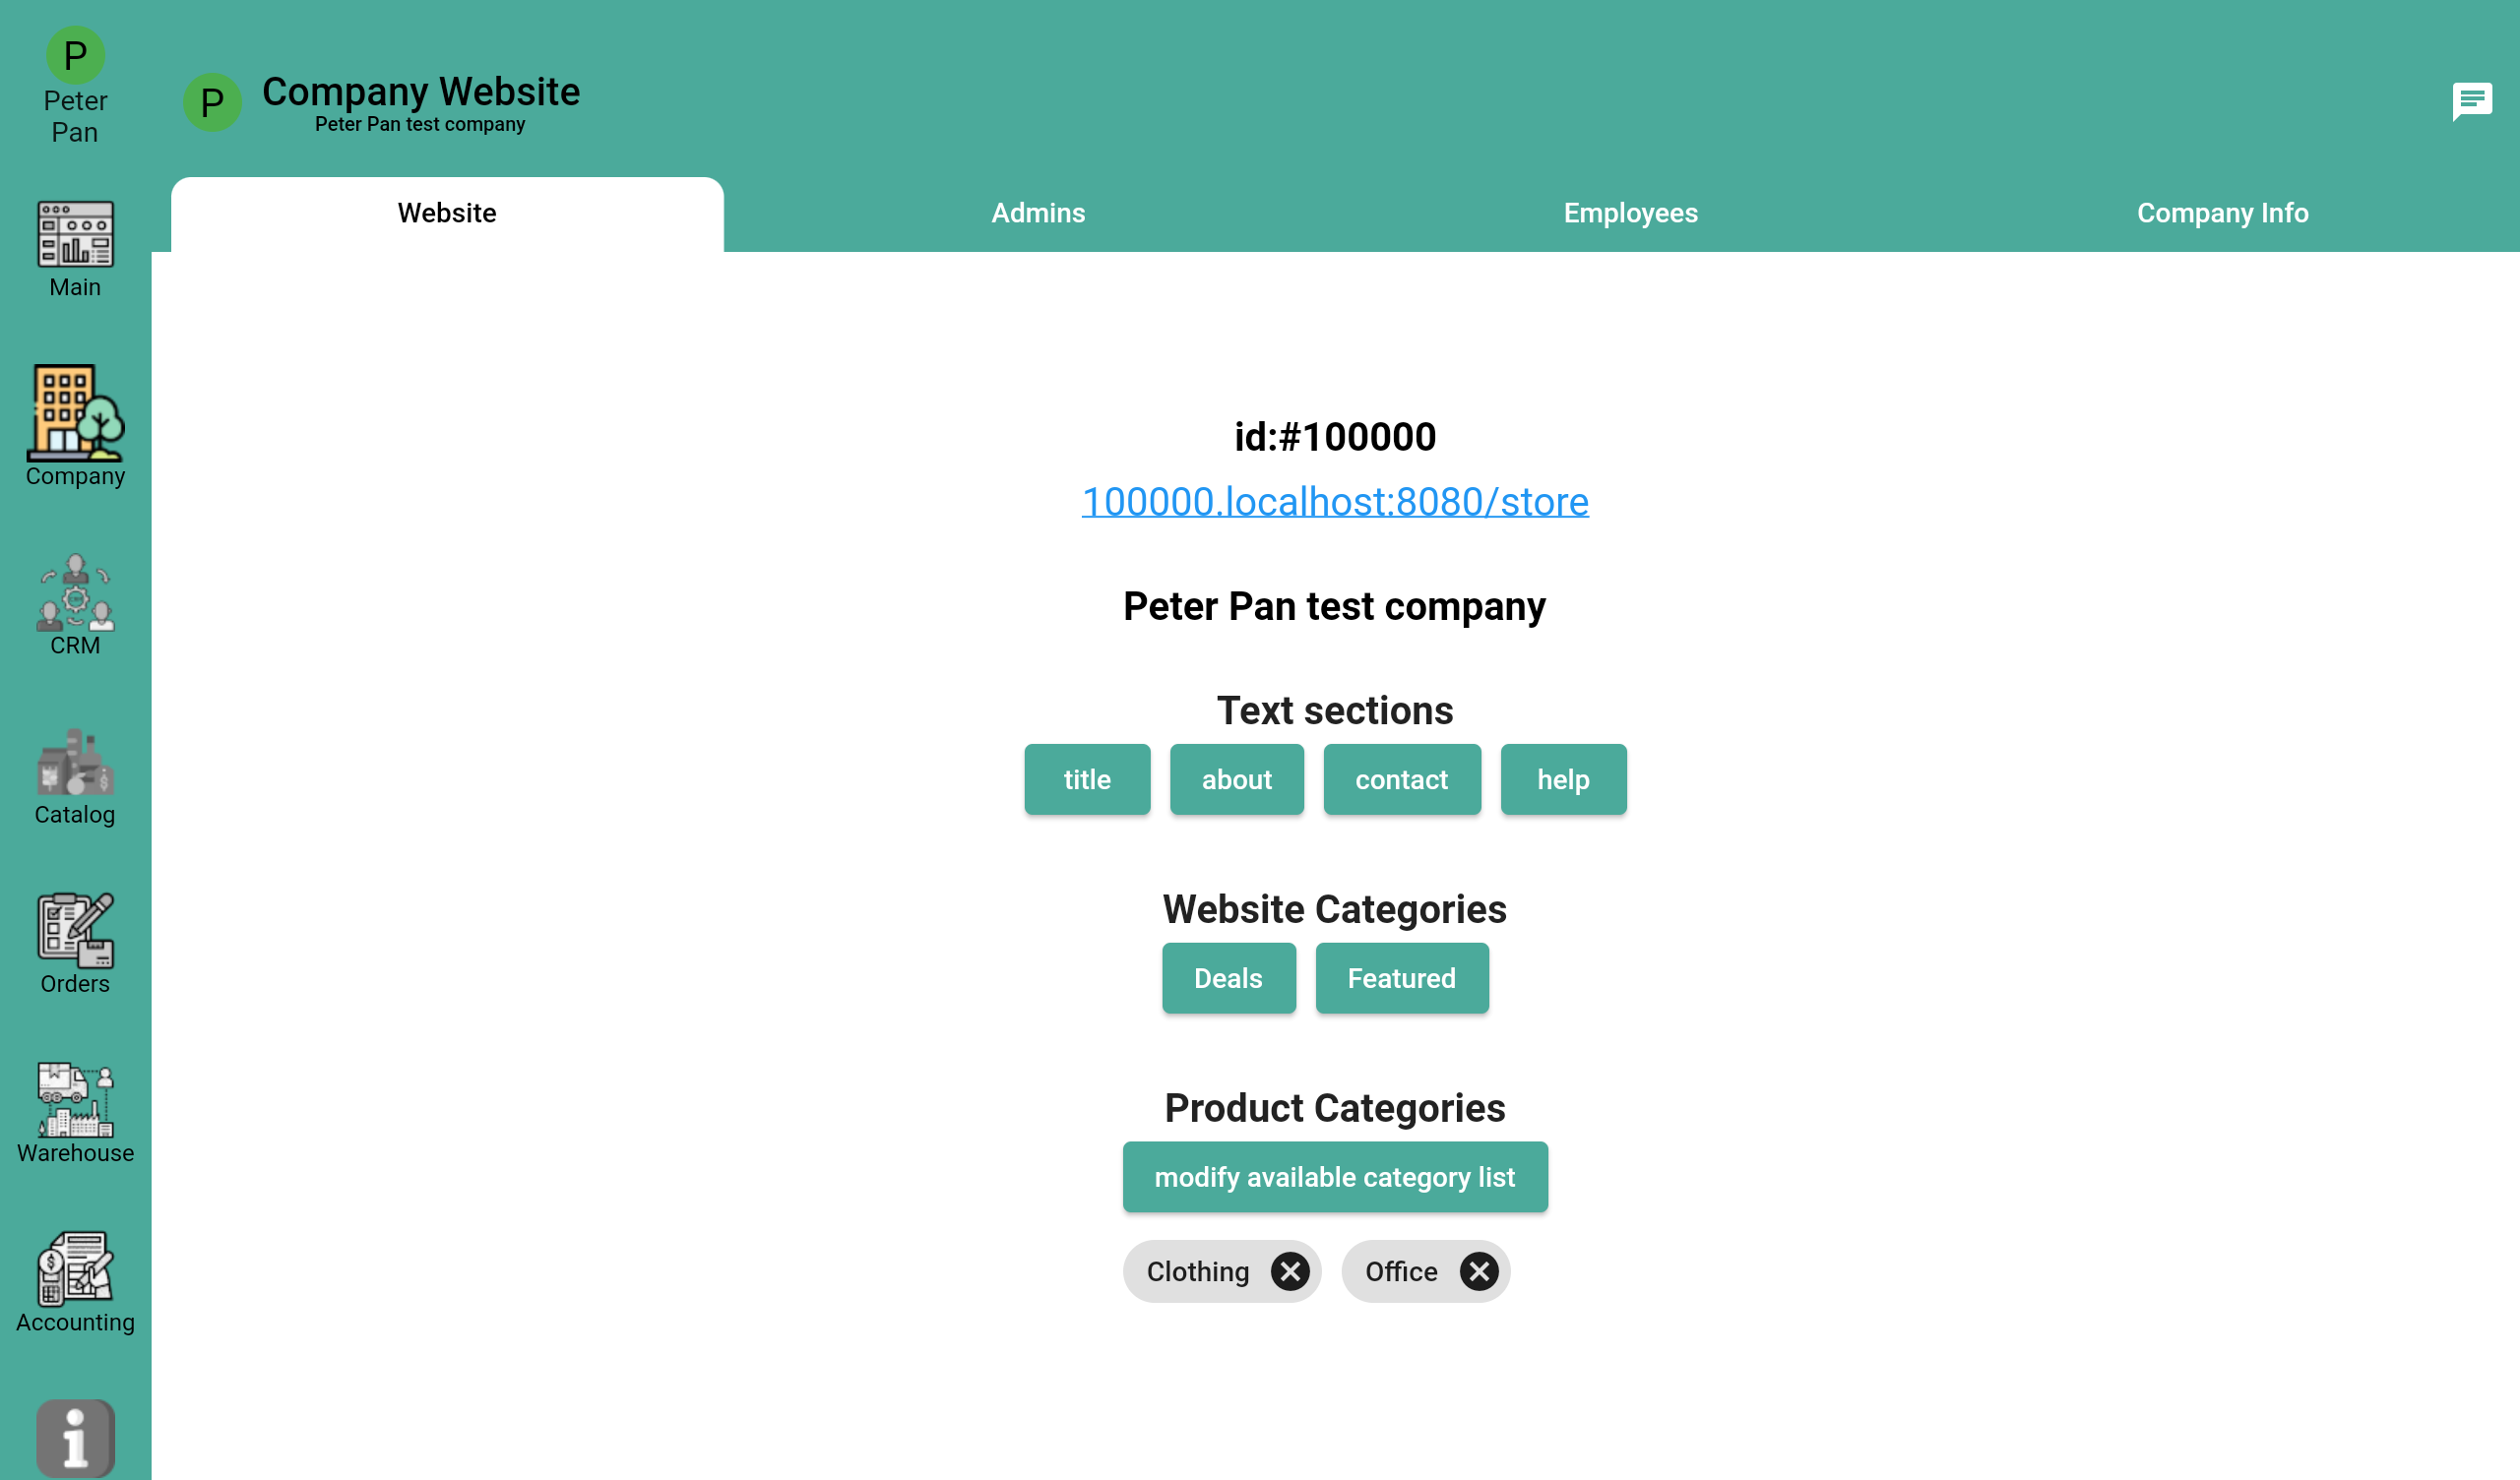 P
Peter
Pan
P
Company Website
Peter Pan test company
Website
Admins
Employees
Company Info
Main
Company
CRM
Catalog
Orders
Warehouse
Accounting
id:#100000
100000.localhost:8080/store
Peter Pan test company
Text sections
title
about
contact
help
Website Categories
Deals
Featured
Product Categories
modify available category list
Clothing
Office